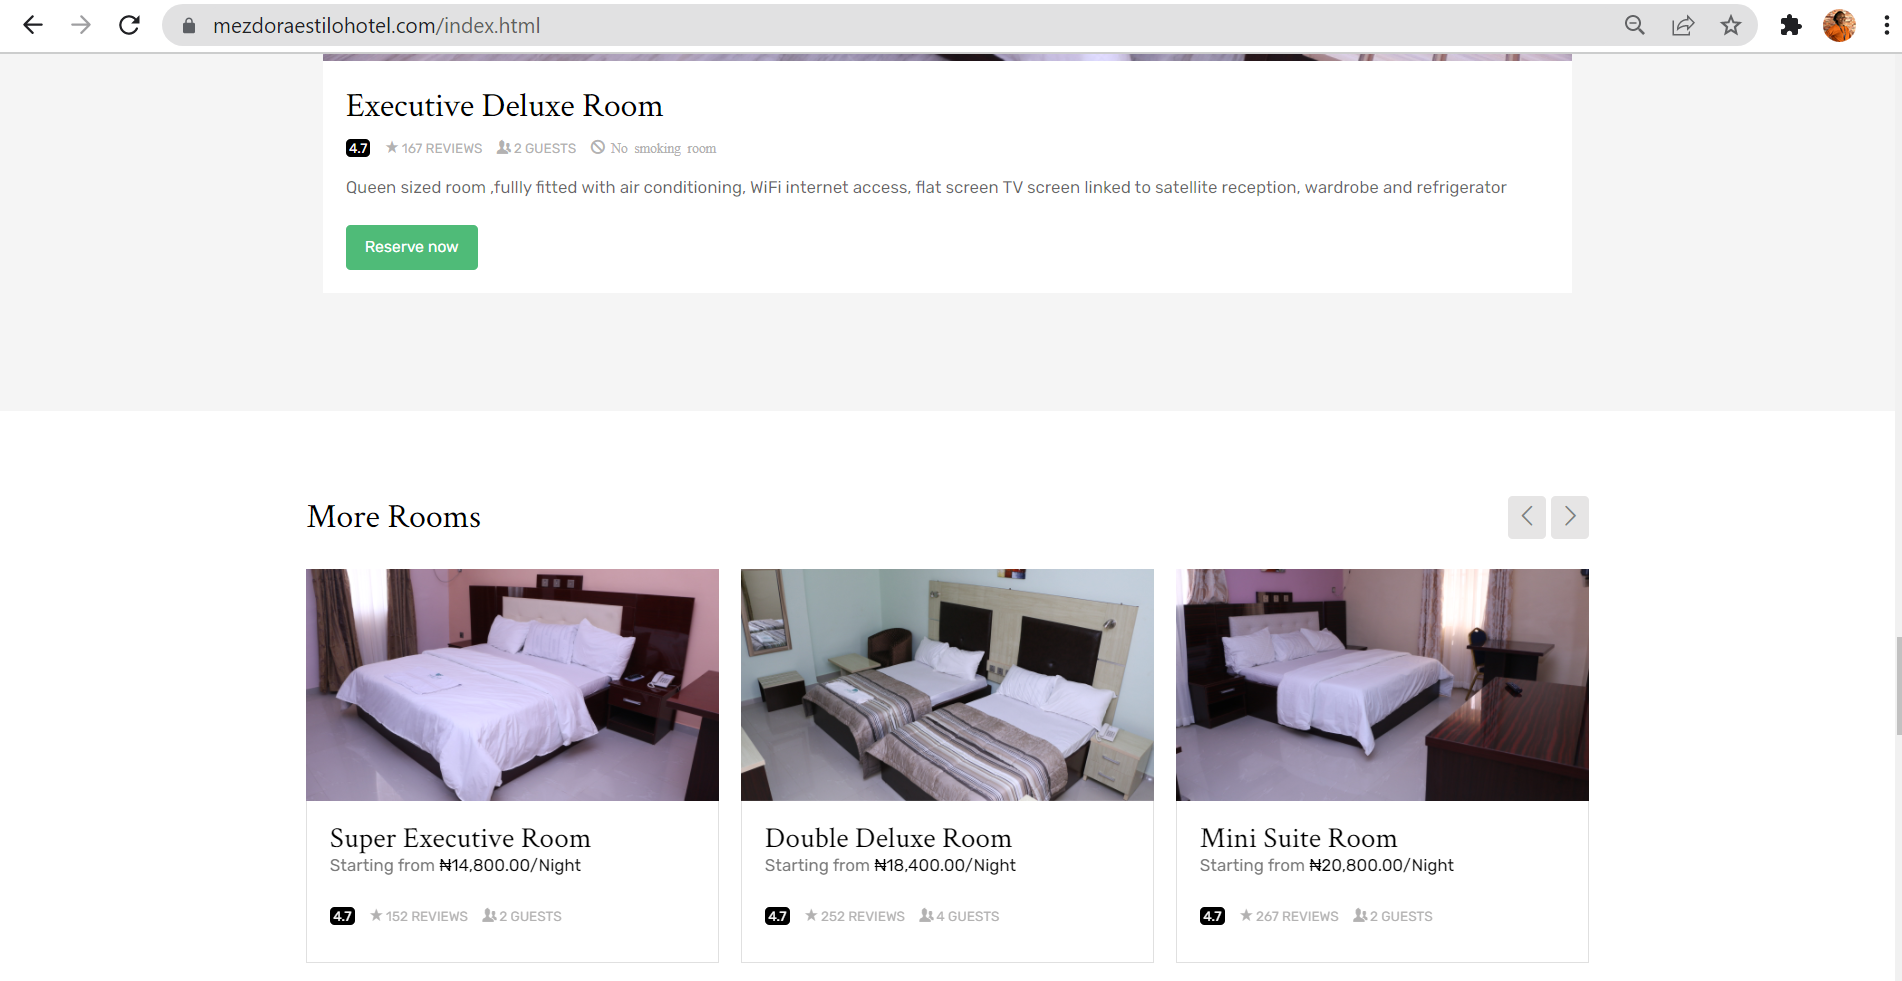 mezdoraestilohotel.com/index.html
Executive Deluxe Room
4.7 167 REVIEWS 2 GUESTS No smoking room
Queen sized room ,fullly fitted with air conditioning, WiFi internet access, flat screen TV screen linked to satellite reception, wardrobe and refrigerator
Reserve now
More Rooms
Super Executive Room
Starting from ₦14,800.00/Night
4.7 152 REVIEWS 2 GUESTS
Double Deluxe Room
Starting from ₦18,400.00/Night
4.7 252 REVIEWS 4 GUESTS
Mini Suite Room
Starting from ₦20,800.00/Night
4.7 267 REVIEWS 2 GUESTS